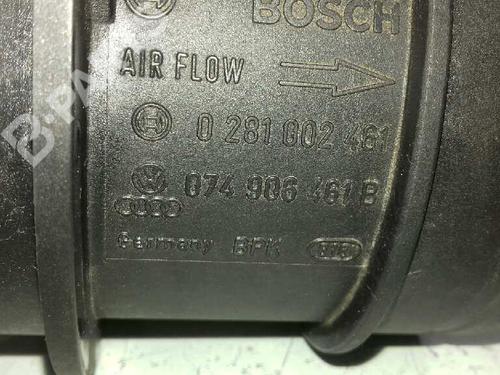 BOSCH
AIR FLOW
0 281 002 461
074 906 461 B
Germany BPK